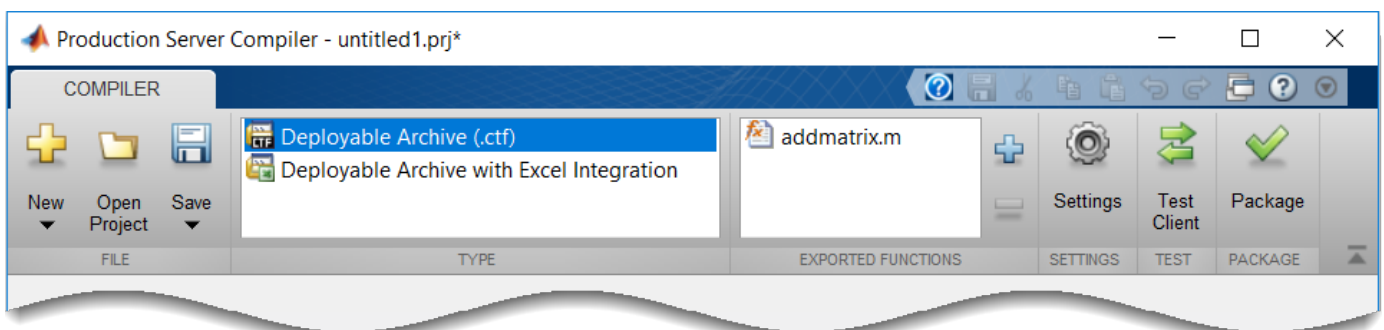 Production Server Compiler - untitled1.prj*
COMPILER
Deployable Archive (.ctf)
Deployable Archive with Excel Integration
addmatrix.m
New
Open
Project
Save
Settings
Test
Client
Package
FILE
TYPE
EXPORTED FUNCTIONS
SETTINGS
TEST
PACKAGE